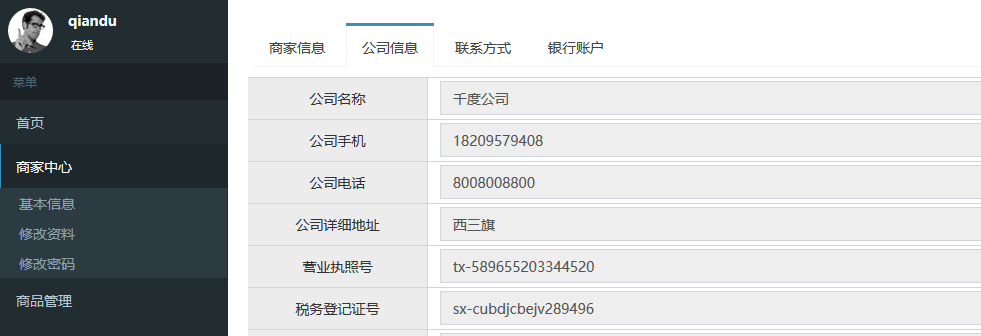 qiandu
在线
菜单
首页
商家中心
基本信息
修改资料
修改密码
商品管理
商家信息 公司信息 联系方式 银行账户
公司名称 千度公司
公司手机 18209579408
公司电话 8008008800
公司详细地址 西三旗
营业执照号 tx-589655203344520
税务登记证号 sx-cubdjcbejv289496